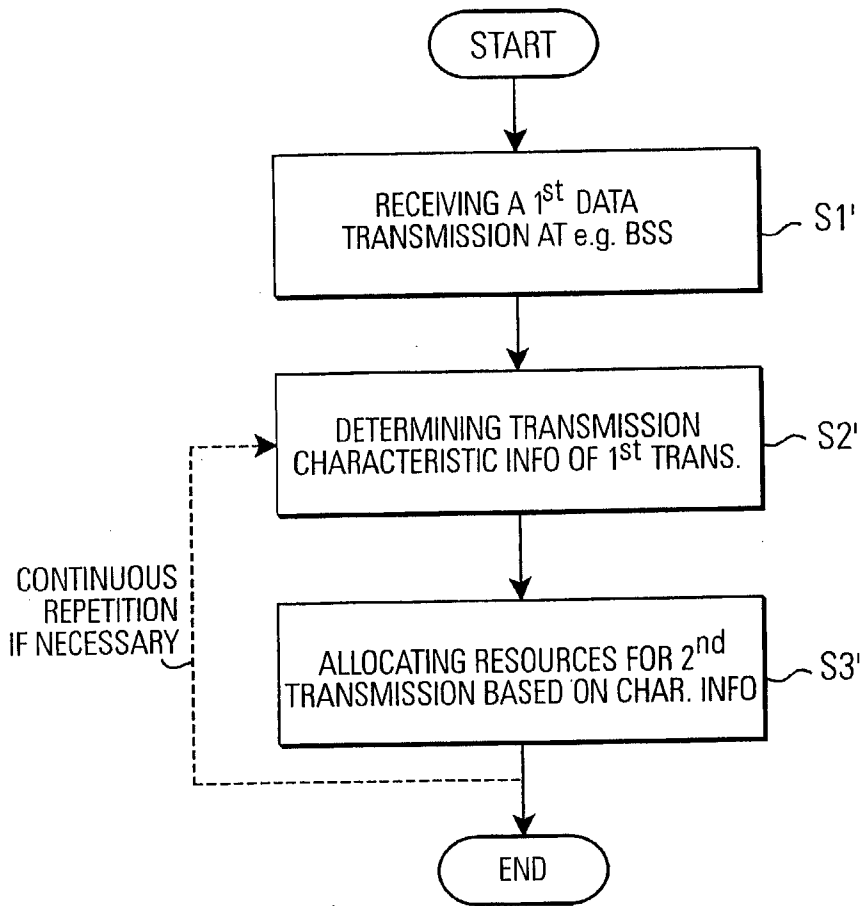 START
RECEIVING A 1st DATA
TRANSMISSION AT e.g. BSS
S1'
DETERMINING TRANSMISSION
CHARACTERISTIC INFO OF 1st TRANS.
S2'
CONTINUOUS
REPETITION
IF NECESSARY
ALLOCATING RESOURCES FOR 2nd
TRANSMISSION BASED ON CHAR. INFO
S3'
END